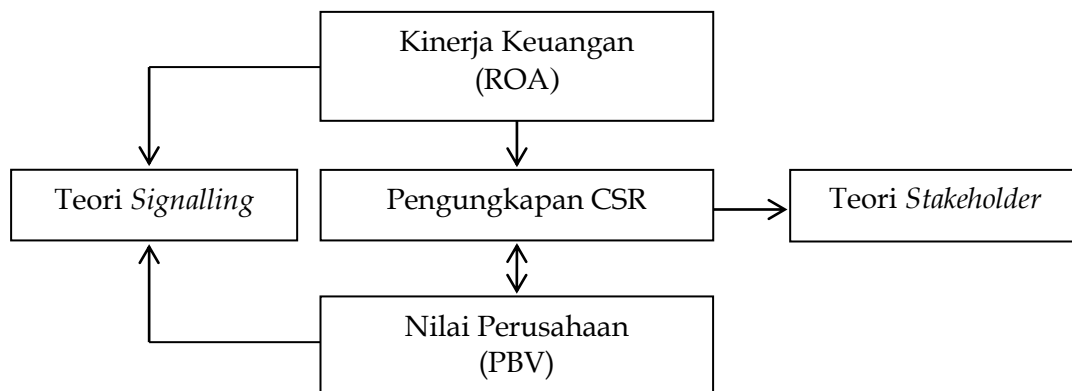 Kinerja Keuangan
(ROA)
Teori Signalling
Pengungkapan CSR
Teori Stakeholder
Nilai Perusahaan
(PBV)